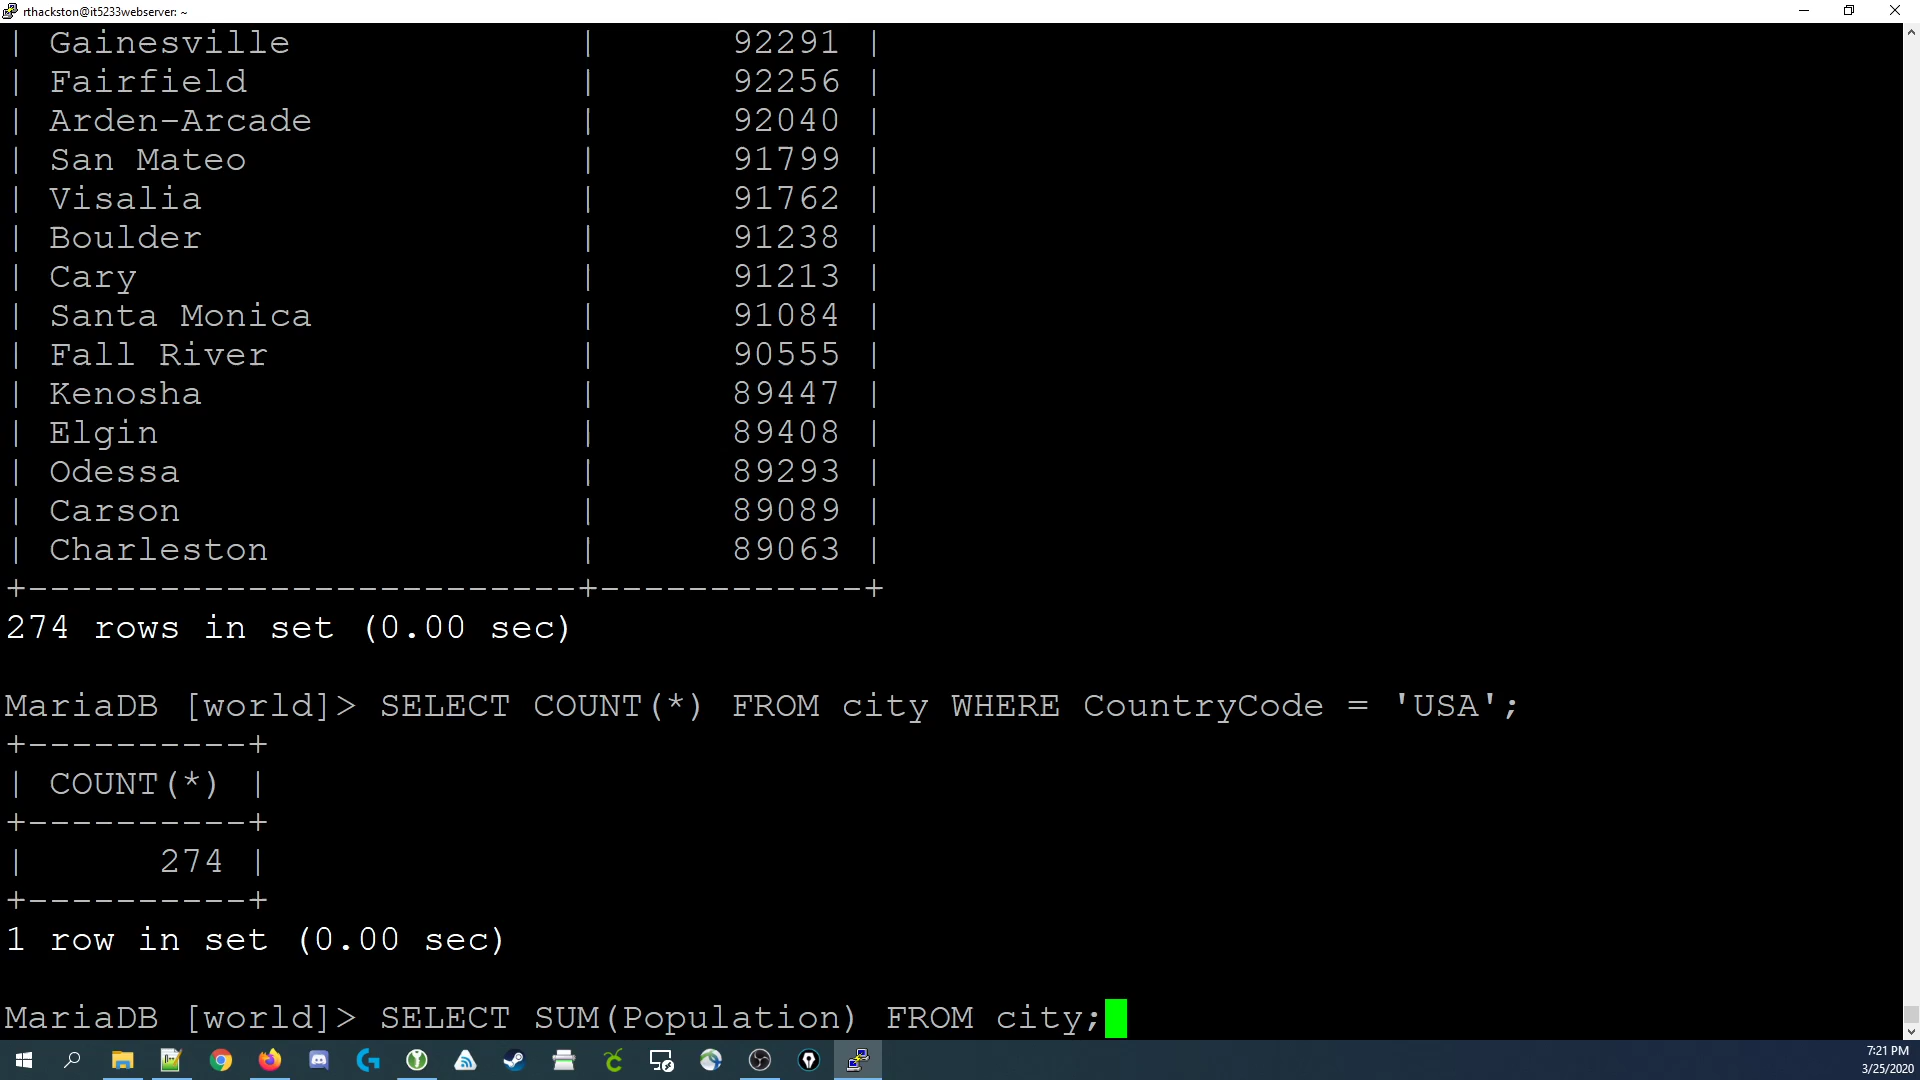 rthackston@it5233webserver: ~
| Gainesville | 92291 |
| Fairfield | 92256 |
| Arden-Arcade | 92040 |
| San Mateo | 91799 |
| Visalia | 91762 |
| Boulder | 91238 |
| Cary | 91213 |
| Santa Monica | 91084 |
| Fall River | 90555 |
| Kenosha | 89447 |
| Elgin | 89408 |
| Odessa | 89293 |
| Carson | 89089 |
| Charleston | 89063 |
+-------------------------+------------+
274 rows in set (0.00 sec)
MariaDB [world]> SELECT COUNT(*) FROM city WHERE CountryCode = 'USA';
+----------+
| COUNT(*) |
+----------+
| 274 |
+----------+
1 row in set (0.00 sec)
MariaDB [world]> SELECT SUM(Population) FROM city;
7:21 PM
3/25/2020